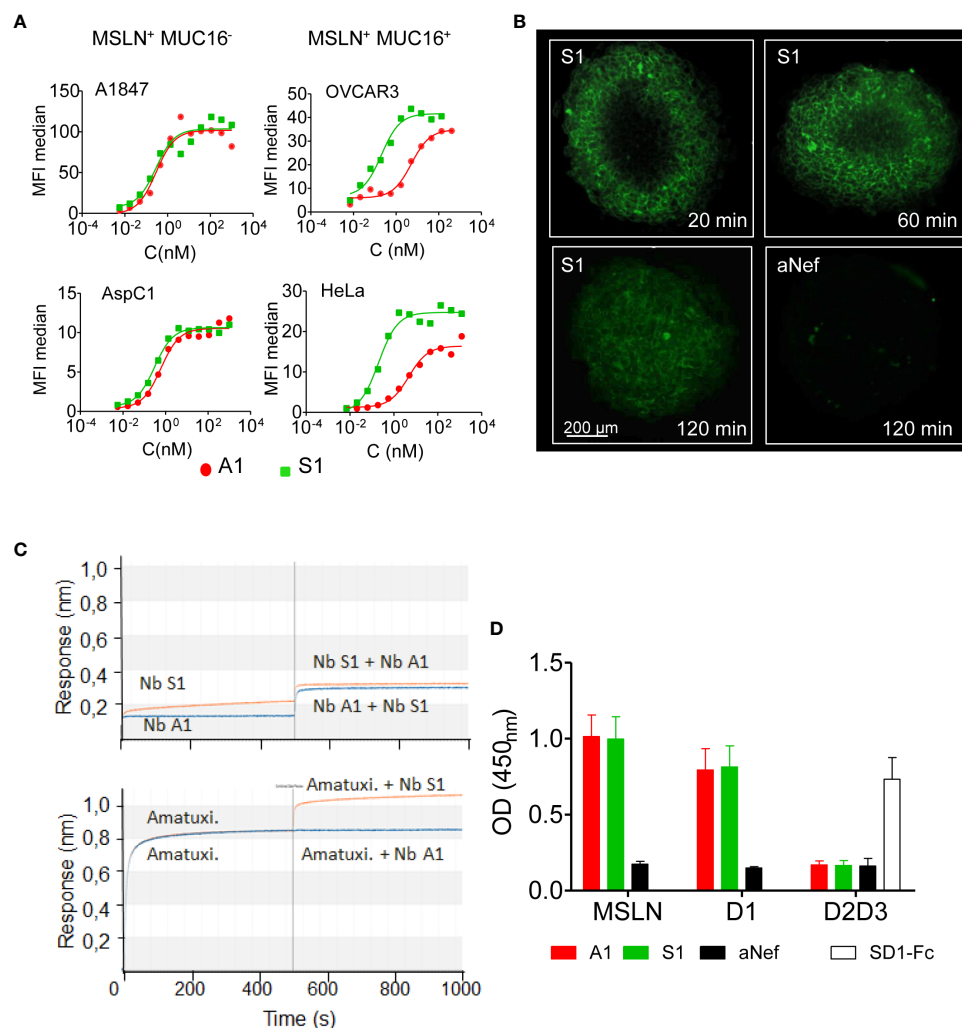 A
MSLN⁺ MUC16⁻
MSLN⁺ MUC16⁺
A1847
MFI median
150
100
50
0
10⁻⁴ 10⁻² 10⁰ 10² 10⁴
C(nM)
OVCAR3
MFI median
50
40
30
20
10
0
10⁻⁴ 10⁻² 10⁰ 10² 10⁴
C (nM)
AspC1
MFI median
15
10
5
0
10⁻⁴ 10⁻² 10⁰ 10² 10⁴
C(nM)
HeLa
MFI median
30
20
10
0
10⁻⁴ 10⁻² 10⁰ 10² 10⁴
C (nM)
A1 S1
B
S1
20 min
S1
60 min
S1
200 µm
120 min
aNef
120 min
C
Response (nm)
1,0
0,8
0,6
0,4
0,2
Nb S1
Nb A1
Nb S1 + Nb A1
Nb A1 + Nb S1
Response (nm)
1,0
0,8
0,6
0,4
0,2
Amatuxi.
Amatuxi.
Amatuxi. + Nb S1
Amatuxi. + Nb A1
0 200 400 600 800 1000
Time (s)
D
OD (450nm)
1.5
1.0
0.5
0.0
MSLN D1 D2D3
A1 S1 aNef SD1-Fc